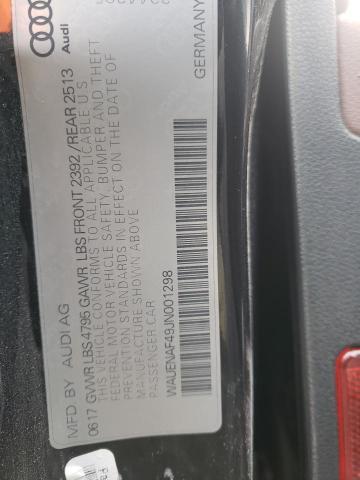 MFD BY AUDI AG
06 17 GVWR LBS 4795 GAWR LBS FRONT 2392/REAR 2513
THIS VEHICLE CONFORMS TO ALL APPLICABLE U S
FEDERAL MOTOR VEHICLE SAFETY, BUMPER AND THEFT
PREVENTION STANDARDS IN EFFECT ON THE DATE OF
MANUFACTURE SHOWN ABOVE
PASSENGER CAR
WAUENAF49JN001298
GERMANY
Audi